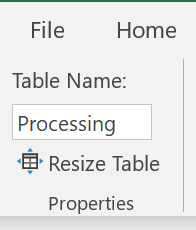 File Home
Table Name:
Processing
Resize Table
Properties